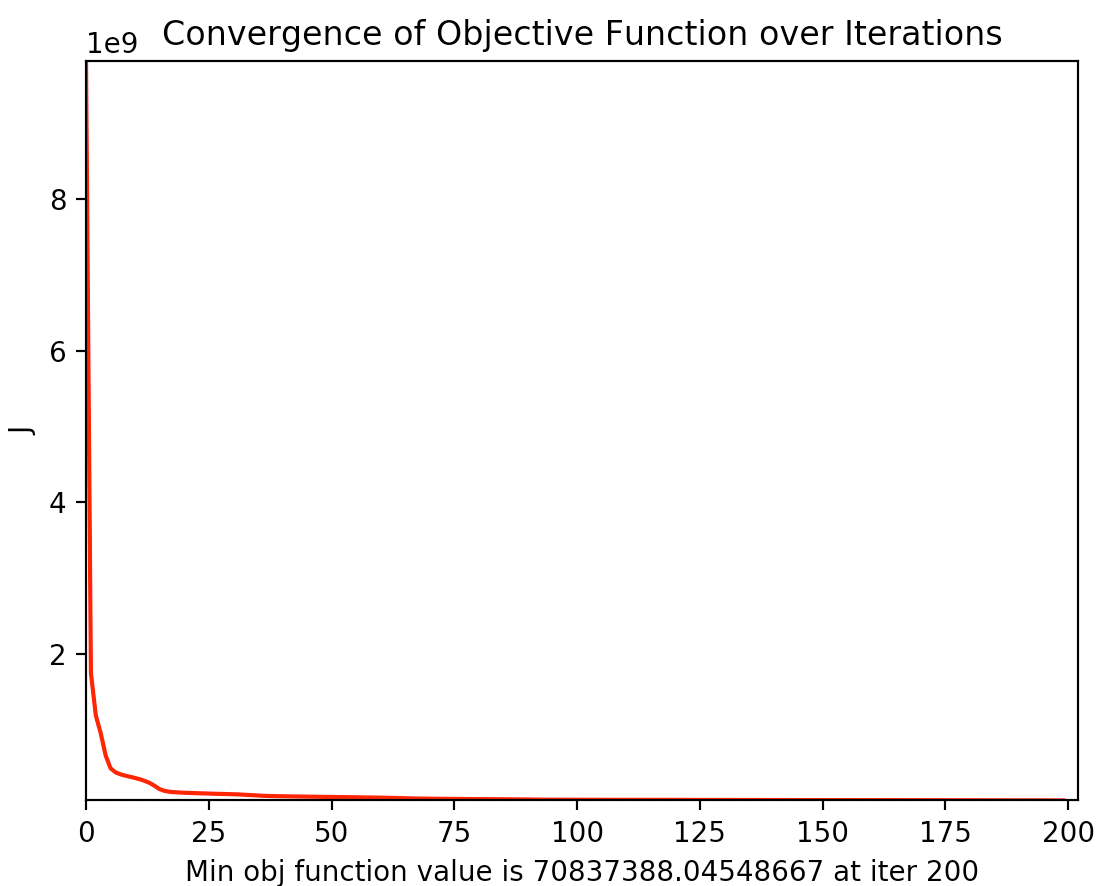 Convergence of Objective Function over Iterations
1e9
8
6
4
2
J
0 25 50 75 100 125 150 175 200
Min obj function value is 70837388.04548667 at iter 200